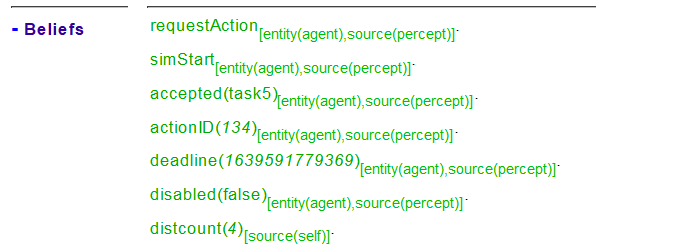 - Beliefs
requestAction[entity(agent),source(percept)].
simStart[entity(agent),source(percept)].
accepted(task5)[entity(agent),source(percept)].
actionID(134)[entity(agent),source(percept)].
deadline(1639591779369)[entity(agent),source(percept)].
disabled(false)[entity(agent),source(percept)].
distcount(4)[source(self)].